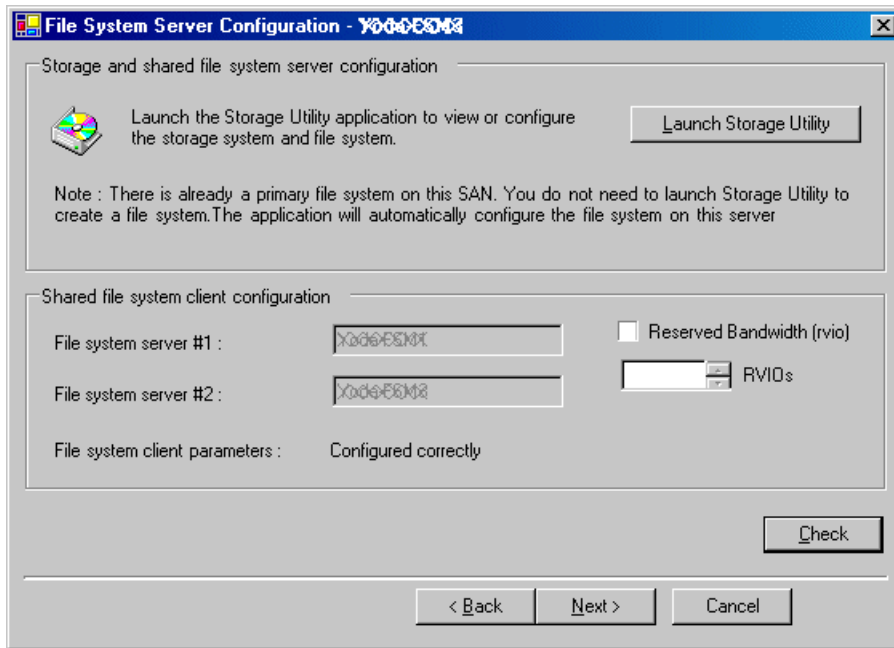 File System Server Configuration -
Storage and shared file system server configuration
Launch the Storage Utility application to view or configure
the storage system and file system.
Launch Storage Utility
Note : There is already a primary file system on this SAN. You do not need to launch Storage Utility to
create a file system.The application will automatically configure the file system on this server
Shared file system client configuration
File system server #1 :
Reserved Bandwidth (rvio)
File system server #2 :
RVIOs
File system client parameters :
Configured correctly
Check
< Back
Next >
Cancel